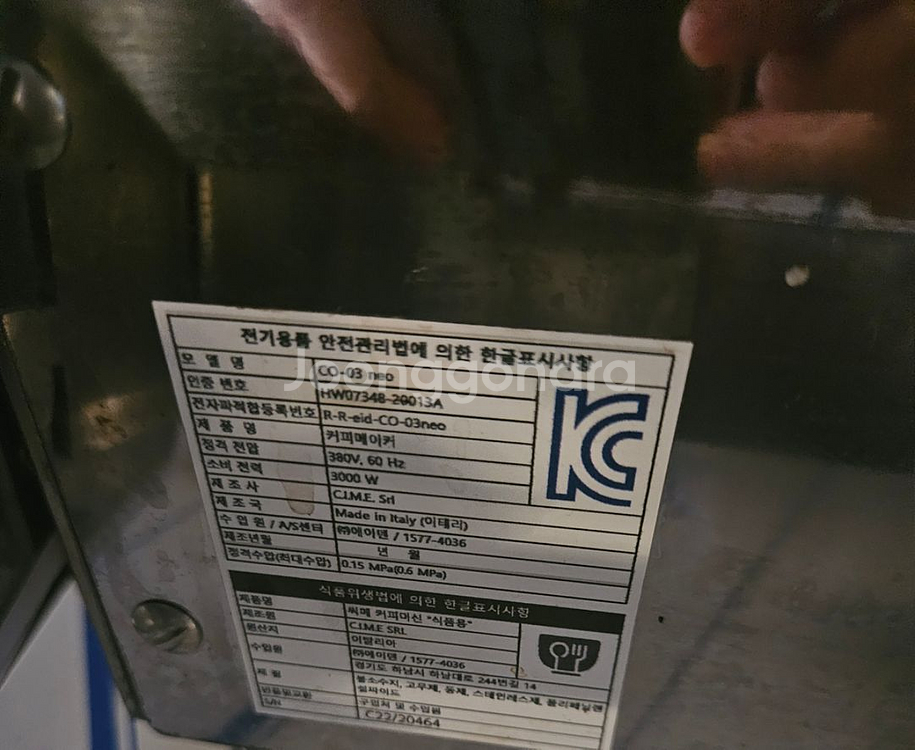 전기용품 안전관리법에 의한 한글표시사항
모 델 명 CO-03 neo
인증 번호 HW07348-20013A
전자파적합등록번호 R-R-eid-CO-03neo
제 품 명 커피메이커
정격 전압 380V, 60 Hz
소비 전력 3000 W
제 조 사 C.I.M.E. Srl
제 조 국 Made in Italy (이태리)
수 입 원 / A/S센터 ㈜에이덴 / 1577-4036
제조년월 년 월
정격수압(최대수압) 0.15 MPa(0.6 MPa)
KC
Joonggonara
식품위생법에 의한 한글표시사항
제품명 씨메 커피머신 "식품용"
제조원 C.I.M.E SRL
원산지 이탈리아
수입원 ㈜에이덴 / 1577-4036
경기도 하남시 하남대로 244번길 14
재 질 불소수지, 고무제, 동제, 스테인레스제, 폴리페닐렌
설파이드
반품및교환 구입처 및 수입원
S/N C22/20464